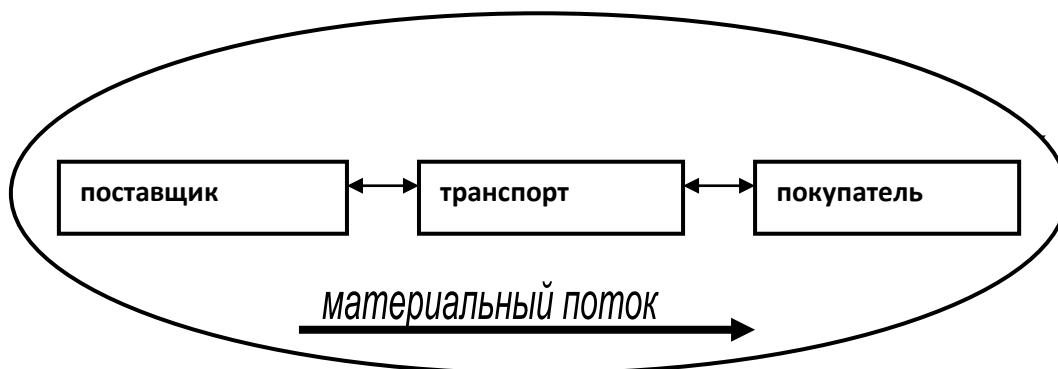 поставщик
транспорт
покупатель
материальный поток